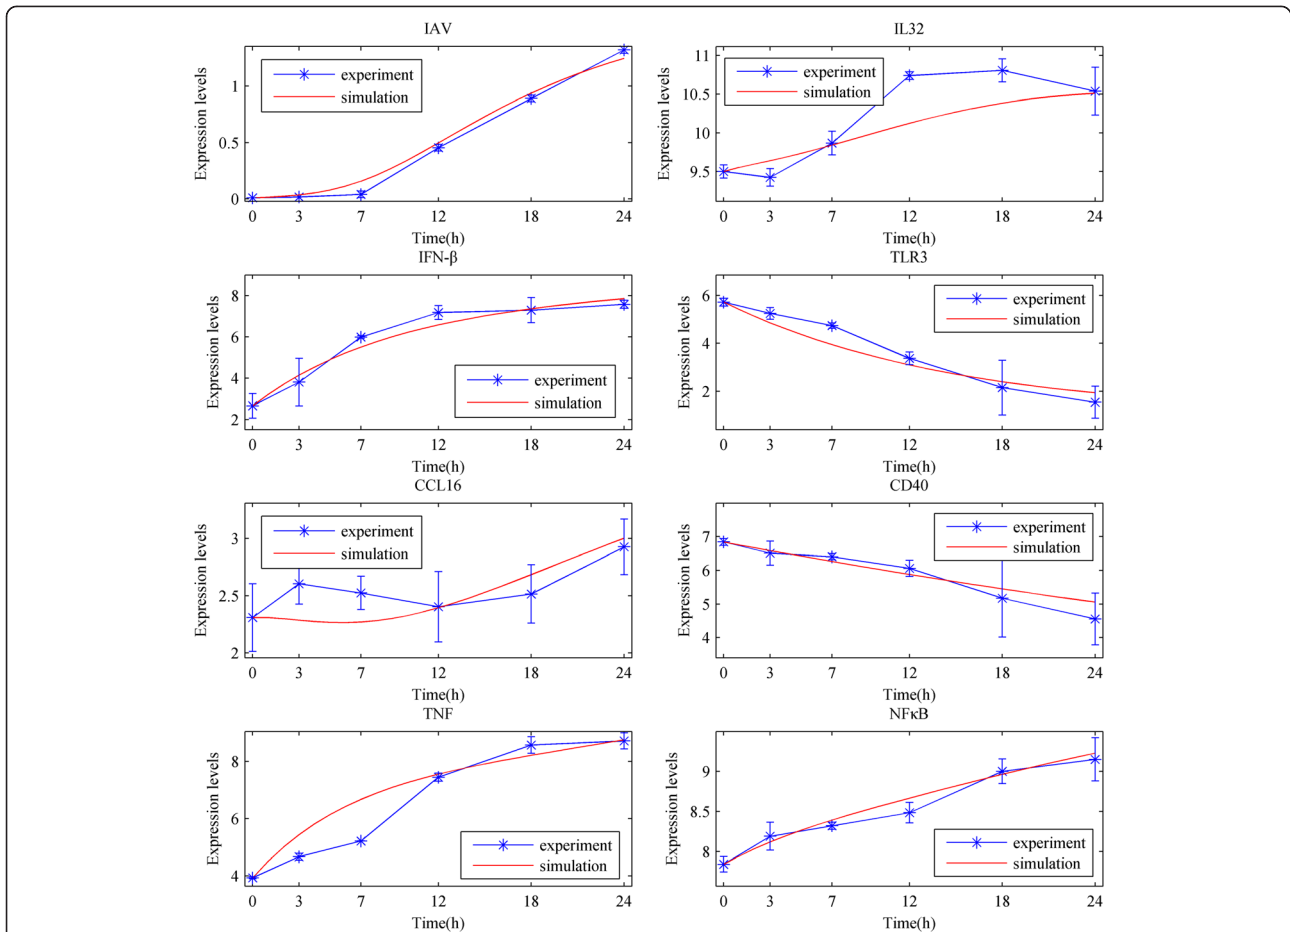 IAV
Expression levels
1
0.5
0
experiment
simulation
0 3 7 12 18 24
Time(h)
IL32
Expression levels
11
10.5
10
9.5
experiment
simulation
0 3 7 12 18 24
Time(h)
IFN-β
Expression levels
8
6
4
2
experiment
simulation
0 3 7 12 18 24
Time(h)
TLR3
Expression levels
6
4
2
experiment
simulation
0 3 7 12 18 24
Time(h)
CCL16
Expression levels
3
2.5
2
experiment
simulation
0 3 7 12 18 24
Time(h)
CD40
Expression levels
7
6
5
4
experiment
simulation
0 3 7 12 18 24
Time(h)
TNF
Expression levels
8
6
4
experiment
simulation
0 3 7 12 18 24
Time(h)
NFκB
Expression levels
9
8.5
8
experiment
simulation
0 3 7 12 18 24
Time(h)